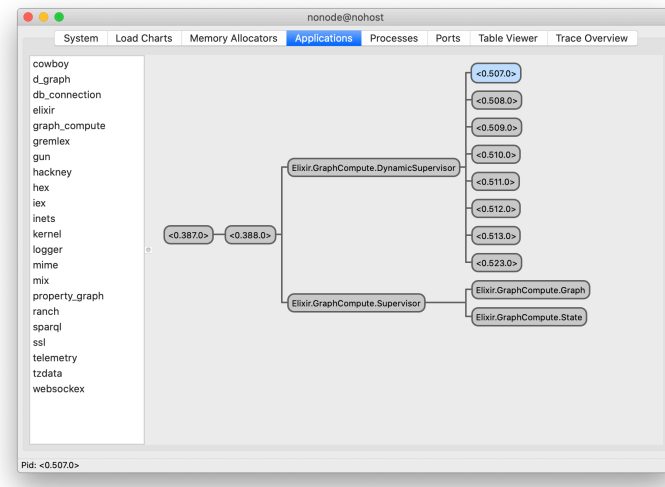 nonode@nohost
System Load Charts Memory Allocators Applications Processes Ports Table Viewer Trace Overview
cowboy
d_graph
db_connection
elixir
graph_compute
gremlex
gun
hackney
hex
iex
inets
kernel
logger
mime
mix
property_graph
ranch
sparql
ssl
telemetry
tzdata
websockex
<0.387.0>
<0.388.0>
Elixir.GraphCompute.DynamicSupervisor
<0.507.0>
<0.508.0>
<0.509.0>
<0.510.0>
<0.511.0>
<0.512.0>
<0.513.0>
<0.523.0>
Elixir.GraphCompute.Supervisor
Elixir.GraphCompute.Graph
Elixir.GraphCompute.State
Pid: <0.507.0>